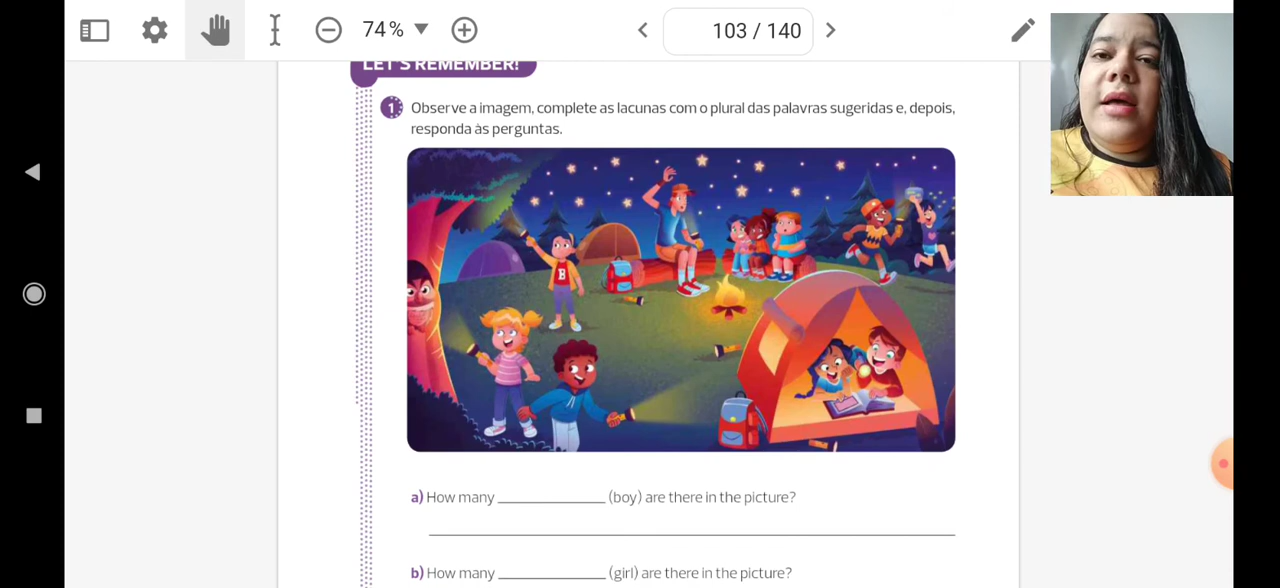 74%
103 / 140
LET'S REMEMBER!
1 Observe a imagem, complete as lacunas com o plural das palavras sugeridas e, depois,
responda às perguntas.
B
a) How many ____________ (boy) are there in the picture?
b) How many ____________ (girl) are there in the picture?